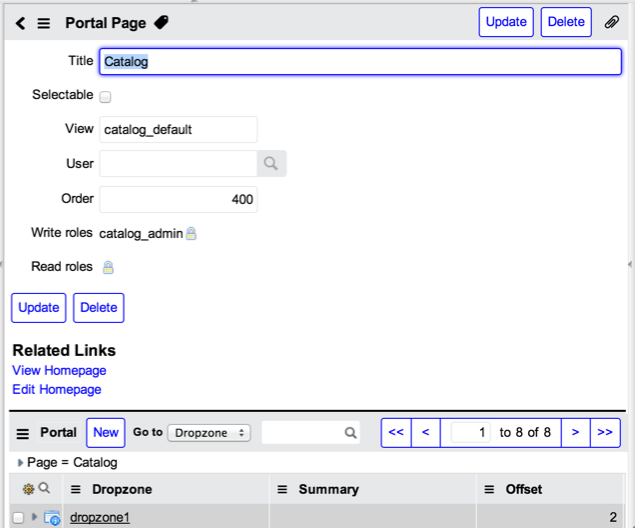 Portal Page Update Delete
Title Catalog
Selectable
View catalog_default
User
Order 400
Write roles catalog_admin
Read roles
Update Delete
Related Links
View Homepage
Edit Homepage
Portal New Go to Dropzone << < 1 to 8 of 8 > >>
Page = Catalog
Dropzone Summary Offset
dropzone1 2